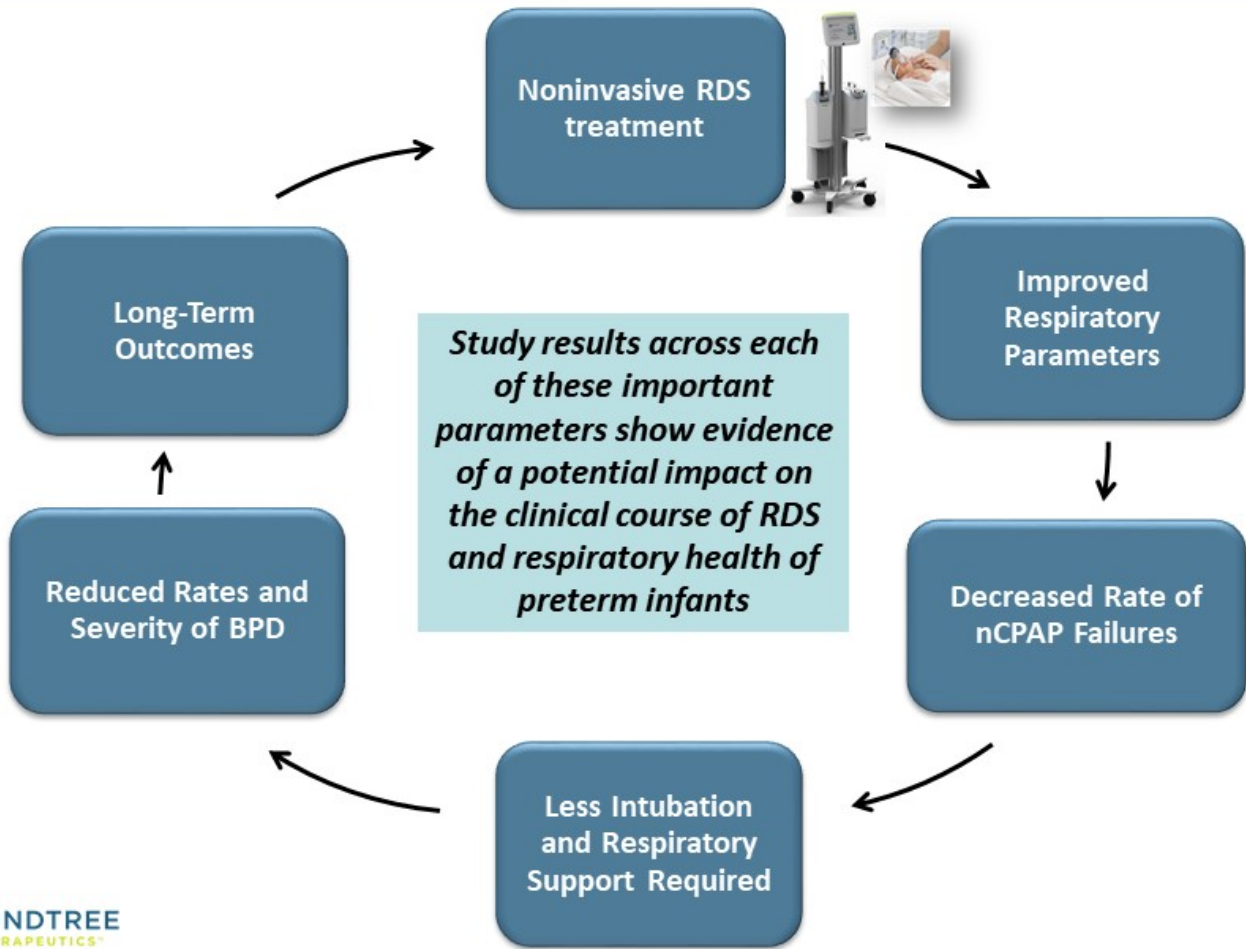 Noninvasive RDS
treatment
Improved
Respiratory
Parameters
Decreased Rate of
nCPAP Failures
Less Intubation
and Respiratory
Support Required
Reduced Rates and
Severity of BPD
Long-Term
Outcomes
Study results across each
of these important
parameters show evidence
of a potential impact on
the clinical course of RDS
and respiratory health of
preterm infants
NDTREE
RAPEUTICS™